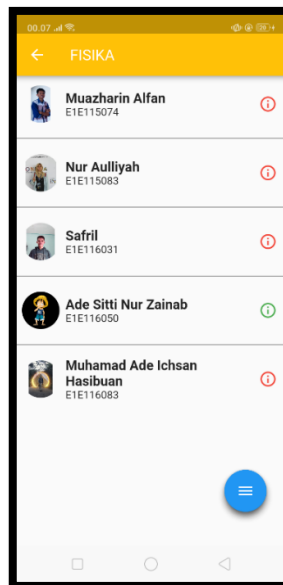 00.07
FISIKA
Muazharin Alfan
E1E115074
Nur Aulliyah
E1E115083
Safril
E1E116031
Ade Sitti Nur Zainab
E1E116050
Muhamad Ade Ichsan
Hasibuan
E1E116083